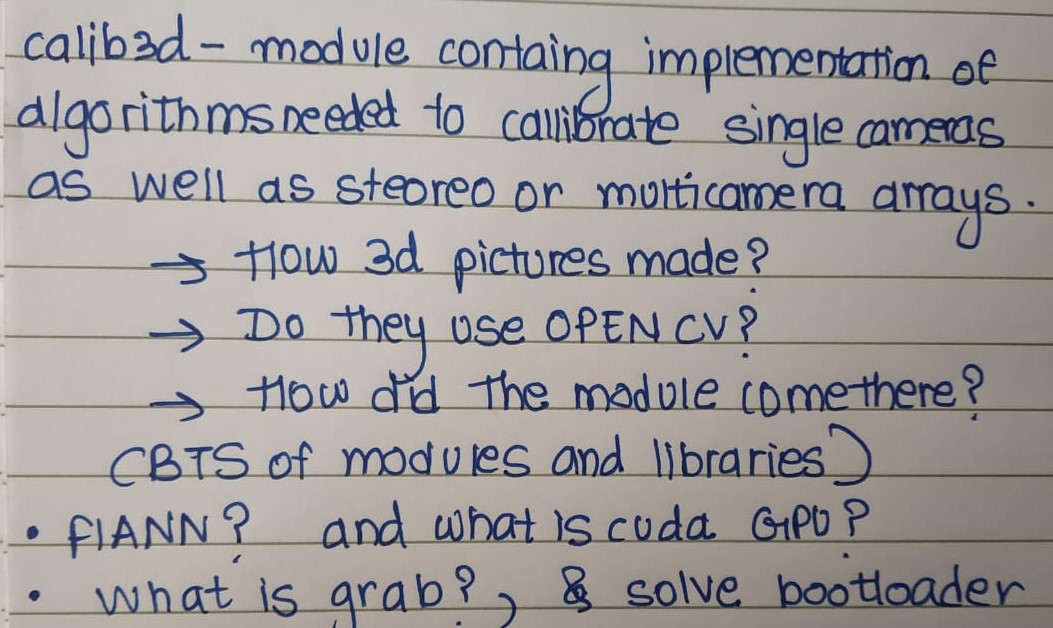 calib3d - module containg implementation of
algorithms needed to callibrate single cameras
as well as steoreo or multicamera arrays.
→ How 3d pictures made?
→ Do they use OPENCV?
→ How did the module come there?
(BTS of modules and libraries)
• FlANN? and what is cuda GPU?
• what is grab?, & solve bootloader